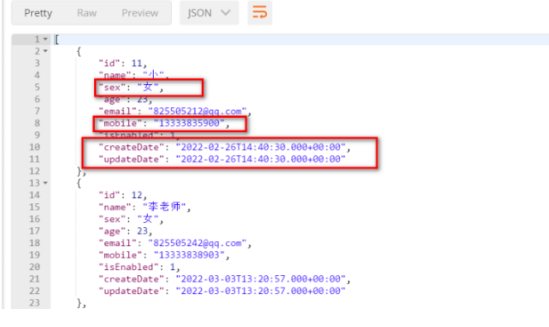 Pretty Raw Preview JSON
1 [
2 {
3 "id": 11,
4 "name": "小",
5 "sex": "女",
6 "age": 23,
7 "email": "825505212@qq.com",
8 "mobile": "13333835900",
9 "isEnabled": 1,
10 "createDate": "2022-02-26T14:40:30.000+00:00",
11 "updateDate": "2022-02-26T14:40:30.000+00:00"
12 },
13 {
14 "id": 12,
15 "name": "李老师",
16 "sex": "女",
17 "age": 23,
18 "email": "825505242@qq.com",
19 "mobile": "13333838903",
20 "isEnabled": 1,
21 "createDate": "2022-03-03T13:20:57.000+00:00",
22 "updateDate": "2022-03-03T13:20:57.000+00:00"
23 },